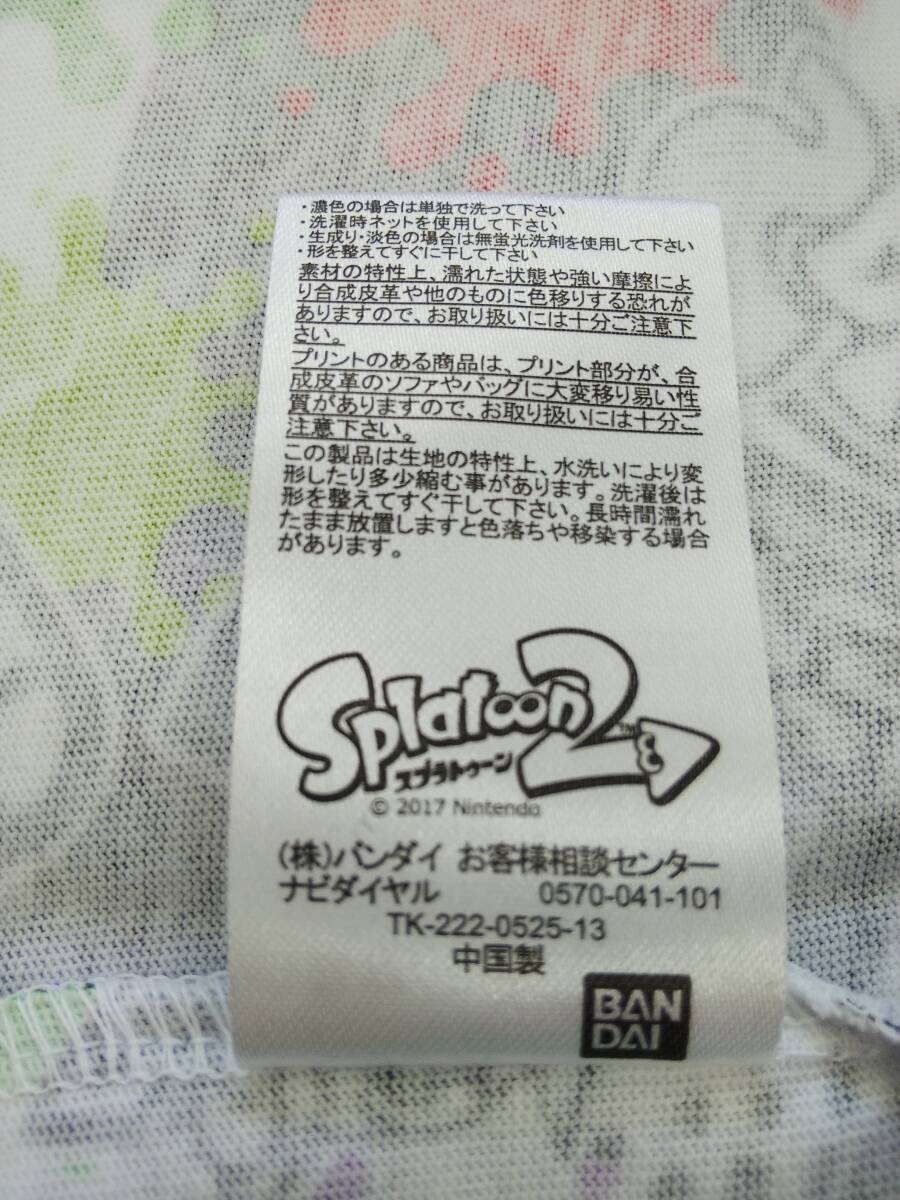 ・濃色の場合は単独で洗って下さい
・洗濯時ネットを使用して下さい
・生成り・淡色の場合は無蛍光洗剤を使用して下さい
・形を整えてすぐに干して下さい
素材の特性上、濡れた状態や強い摩擦によ
り合成皮革や他のものに色移りする恐れが
ありますので、お取り扱いには十分ご注意下
さい。
プリントのある商品は、プリント部分が、合
成皮革のソファやバッグに大変移り易い性
質がありますので、お取り扱いには十分ご
注意下さい。
この製品は生地の特性上、水洗いにより変
形したり多少縮む事があります。洗濯後は
形を整えてすぐ干して下さい。長時間濡れ
たまま放置しますと色落ちや移染する場合
があります。
Splatoon2™
スプラトゥーン
© 2017 Nintendo
(株)バンダイ お客様相談センター
ナビダイヤル 0570-041-101
TK-222-0525-13
中国製
BAN
DAI